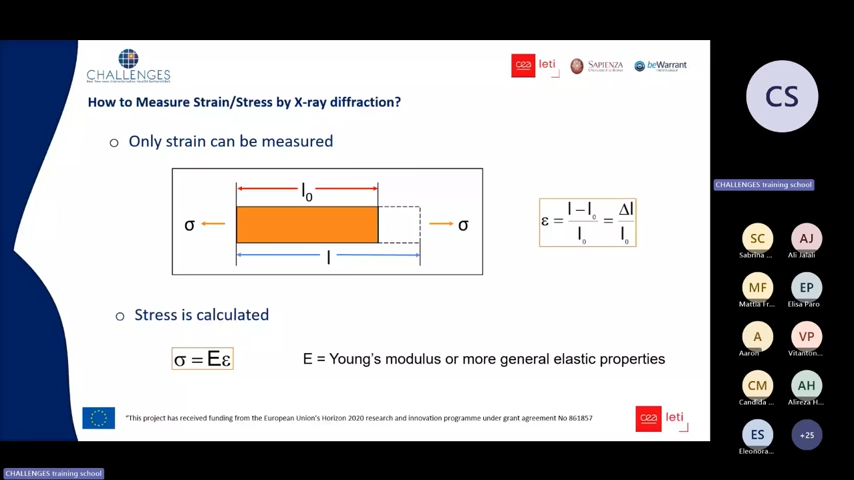 CHALLENGES
cea leti
SAPIENZA
beWarrant
How to Measure Strain/Stress by X-ray diffraction?
o Only strain can be measured
l₀
σ
σ
l
ε = l – l₀ / l₀ = Δl / l₀
o Stress is calculated
σ = Eε
E = Young's modulus or more general elastic properties
"This project has received funding from the European Union's Horizon 2020 research and innovation programme under grant agreement No 861857
cea leti
CS
CHALLENGES training school
SC
AJ
Sabrina ...
Ali Jalali
MF
EP
Mattia Fr...
Elisa Paro
A
VP
Aaron
Vitanton...
CM
AH
Candida ...
Alireza H...
ES
+25
Eleonora...
CHALLENGES training school